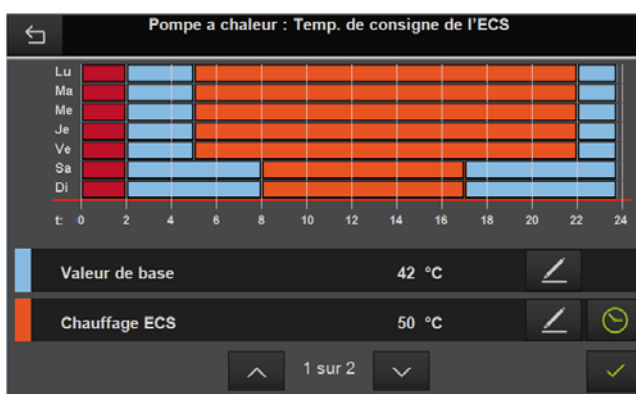 Pompe a chaleur : Temp. de consigne de l'ECS
Lu
Ma
Me
Je
Ve
Sa
Di
t: 0 2 4 6 8 10 12 14 16 18 20 22 24
Valeur de base 42 °C
Chauffage ECS 50 °C
1 sur 2